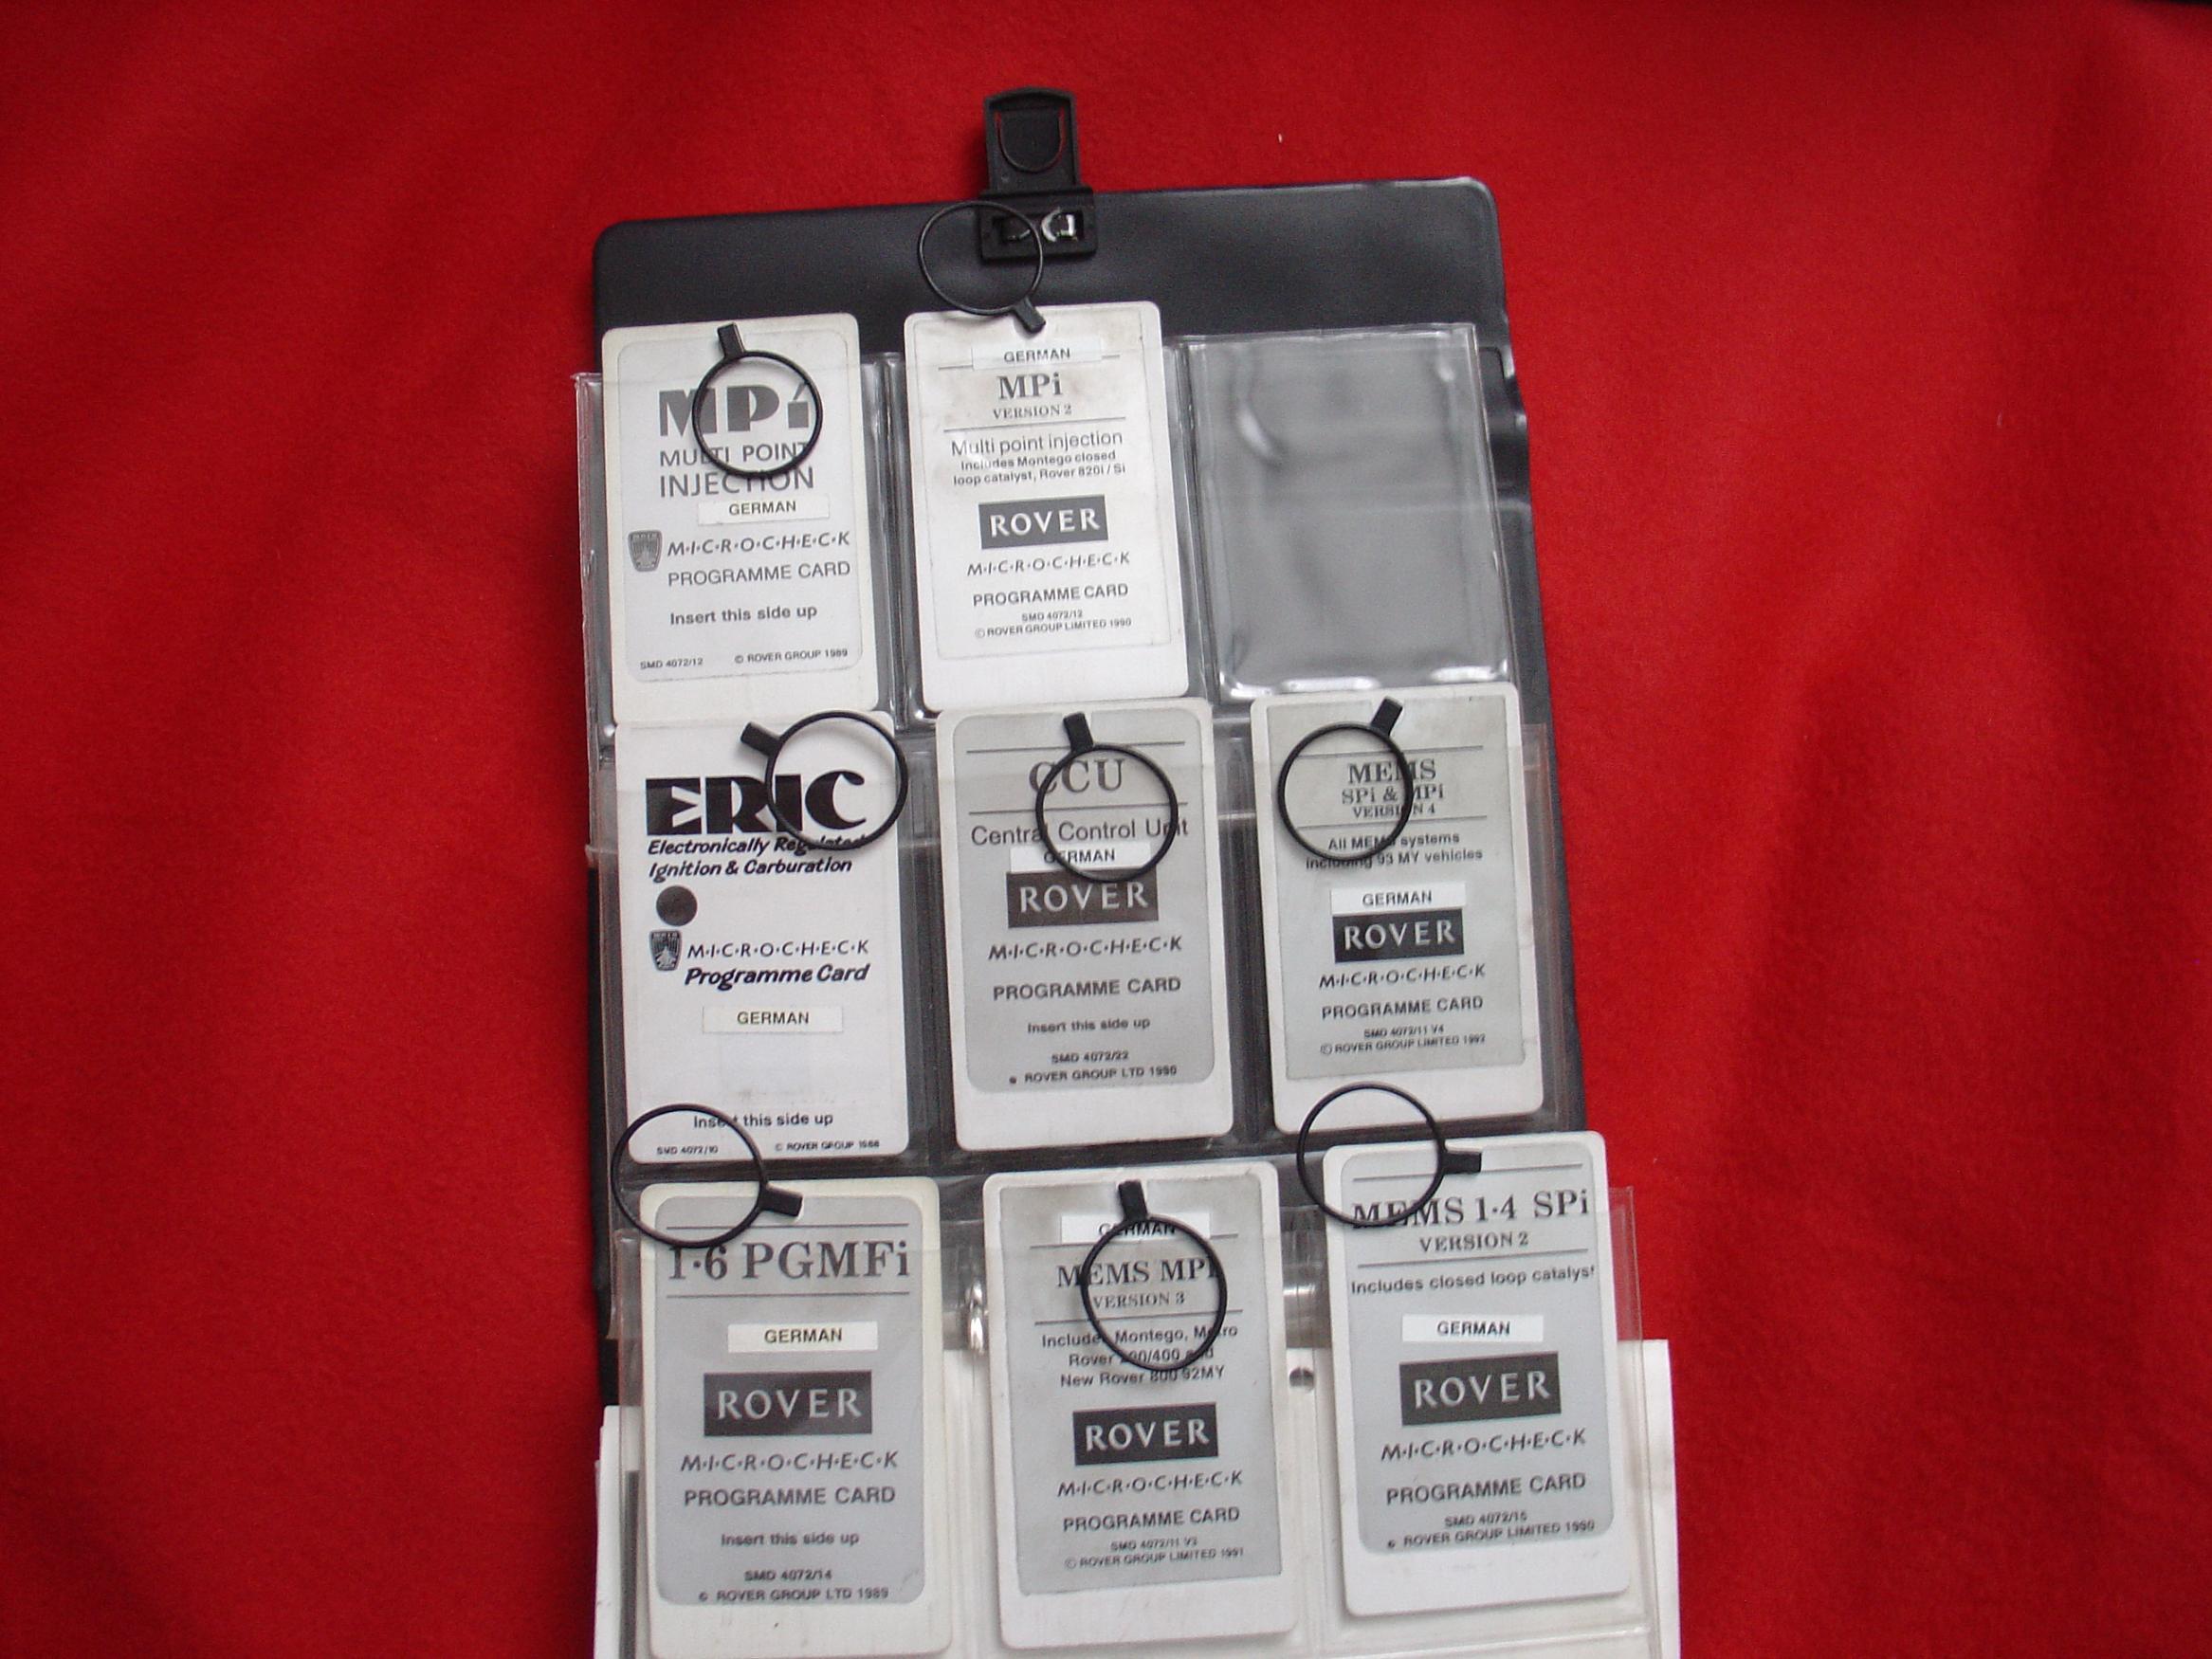 MPi
MULTI POINT
INJECTION
GERMAN
M·I·C·R·O·C·H·E·C·K
PROGRAMME CARD
Insert this side up
SMD 4072/12 © ROVER GROUP 1989
GERMAN
MPi
VERSION 2
Multi point injection
Includes Montego closed
loop catalyst, Rover 820i / Si
ROVER
M·I·C·R·O·C·H·E·C·K
PROGRAMME CARD
SMD 4072/12
© ROVER GROUP LIMITED 1990
ERIC
Electronically Regulated
Ignition & Carburation
M·I·C·R·O·C·H·E·C·K
Programme Card
GERMAN
Insert this side up
SMD 4072/10 © ROVER GROUP 1988
CCU
Central Control Unit
GERMAN
ROVER
M·I·C·R·O·C·H·E·C·K
PROGRAMME CARD
Insert this side up
SMD 4072/22
© ROVER GROUP LTD 1990
MEMS
SPi & MPi
VERSION 4
All MEMS systems
including 93 MY vehicles
GERMAN
ROVER
M·I·C·R·O·C·H·E·C·K
PROGRAMME CARD
SMD 4072/11 V4
© ROVER GROUP LIMITED 1992
1·6 PGMFi
GERMAN
ROVER
M·I·C·R·O·C·H·E·C·K
PROGRAMME CARD
Insert this side up
SMD 4072/14
© ROVER GROUP LTD 1989
GERMAN
MEMS MPi
VERSION 3
Includes Montego, Metro
Rover 200/400 and
New Rover 800 92MY
ROVER
M·I·C·R·O·C·H·E·C·K
PROGRAMME CARD
SMD 4072/11 V3
© ROVER GROUP LIMITED 1991
MEMS 1·4 SPi
VERSION 2
Includes closed loop catalyst
GERMAN
ROVER
M·I·C·R·O·C·H·E·C·K
PROGRAMME CARD
SMD 4072/15
© ROVER GROUP LIMITED 1990